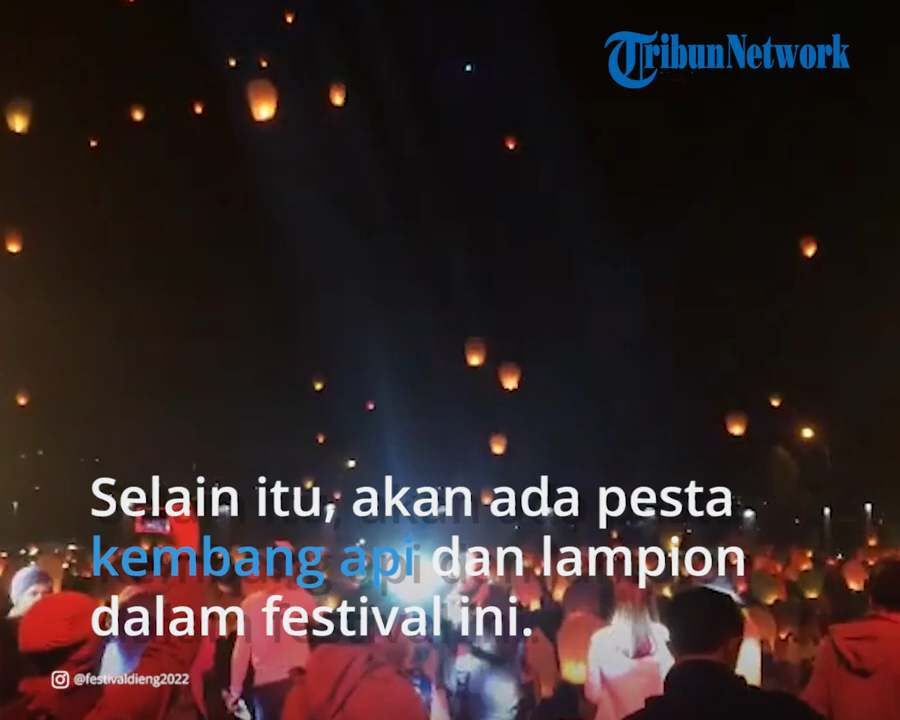 TribunNetwork
Selain itu, akan ada pesta
kembang api dan lampion
dalam festival ini.
@festivaldieng2022